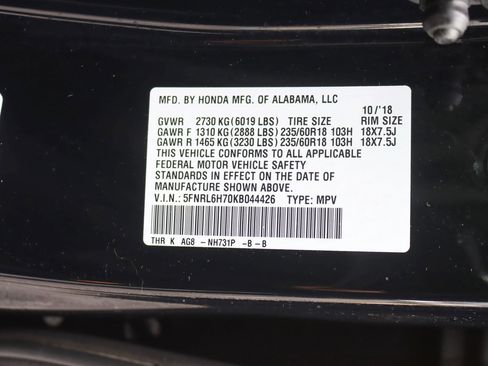 MFD. BY HONDA MFG. OF ALABAMA, LLC
10/'18
GVWR 2730 KG(6019 LBS) TIRE SIZE RIM SIZE
GAWR F 1310 KG(2888 LBS) 235/60R18 103H 18X7.5J
GAWR R 1465 KG(3230 LBS) 235/60R18 103H 18X7.5J
THIS VEHICLE CONFORMS TO ALL APPLICABLE
FEDERAL MOTOR VEHICLE SAFETY
STANDARDS IN EFFECT ON THE DATE OF
MANUFACTURE SHOWN ABOVE.
V.I.N.: 5FNRL6H70KB044426 TYPE: MPV
THR K AG8 -NH731P -B -B